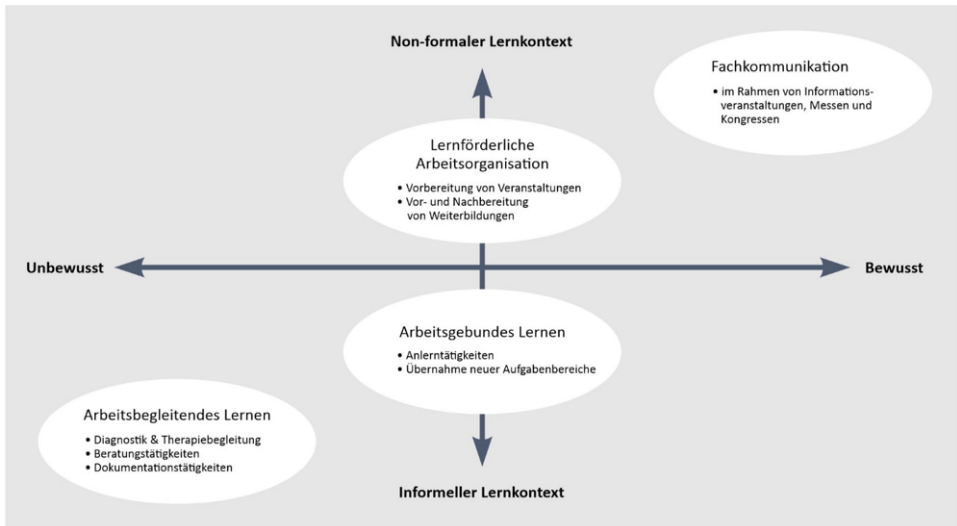 Non-formaler Lernkontext
Fachkommunikation
• im Rahmen von Informations-
veranstaltungen, Messen und
Kongressen
Lernförderliche
Arbeitsorganisation
• Vorbereitung von Veranstaltungen
• Vor- und Nachbereitung
von Weiterbildungen
Unbewusst
Bewusst
Arbeitsgebundes Lernen
• Anlerntätigkeiten
• Übernahme neuer Aufgabenbereiche
Arbeitsbegleitendes Lernen
• Diagnostik & Therapiebegleitung
• Beratungstätigkeiten
• Dokumentationstätigkeiten
Informeller Lernkontext